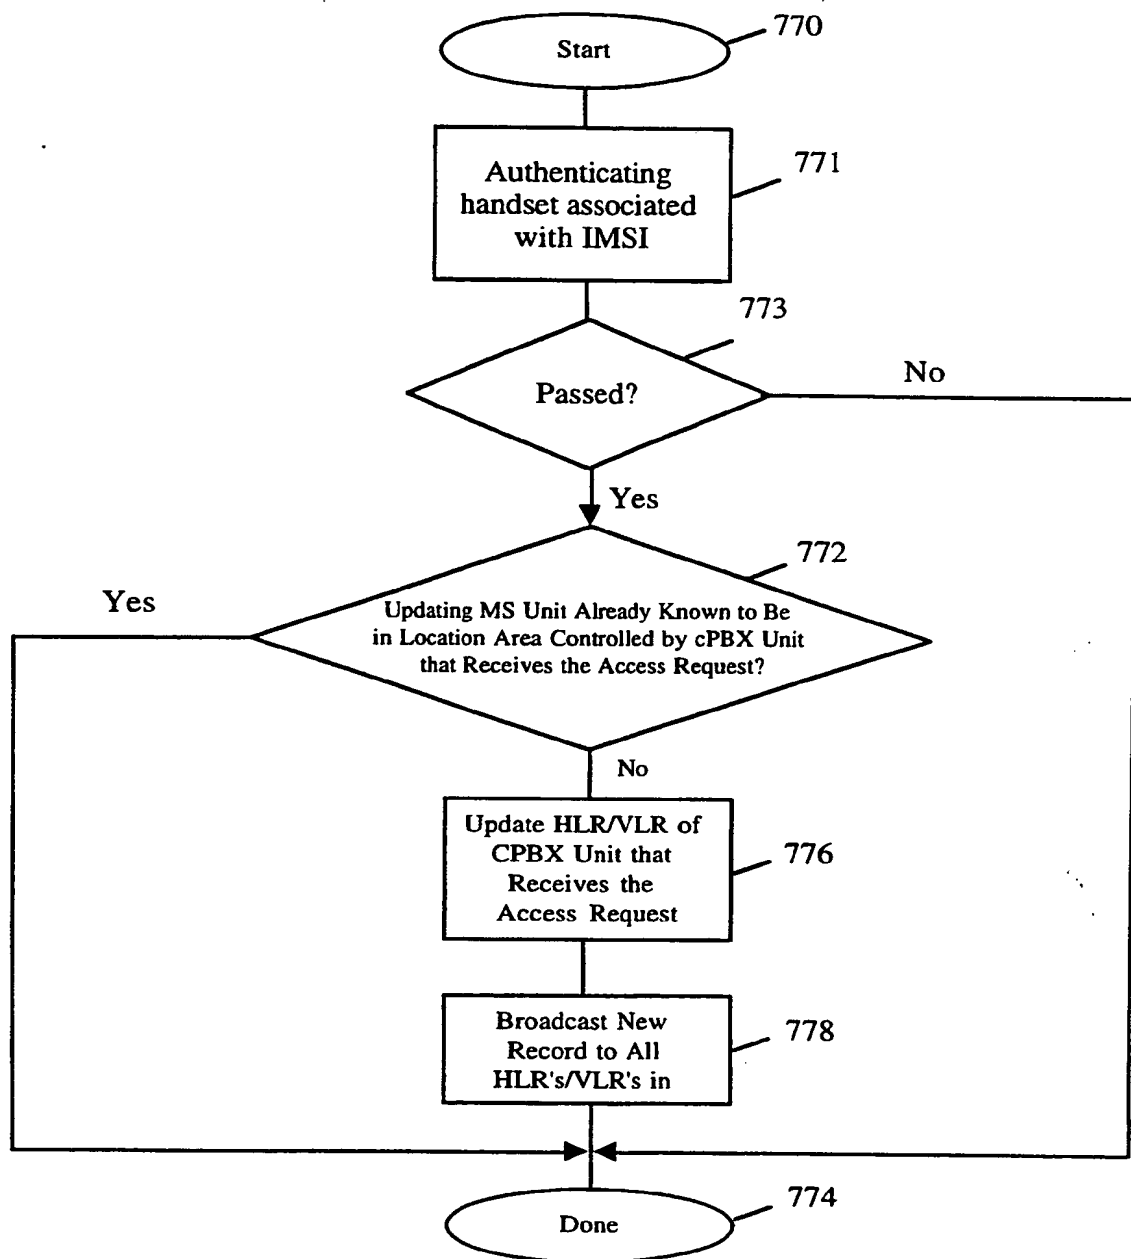 Start
770
Authenticating
handset associated
with IMSI
771
773
Passed?
No
Yes
772
Yes
Updating MS Unit Already Known to Be
in Location Area Controlled by cPBX Unit
that Receives the Access Request?
No
Update HLR/VLR of
CPBX Unit that
Receives the
Access Request
776
Broadcast New
Record to All
HLR's/VLR's in
778
774
Done